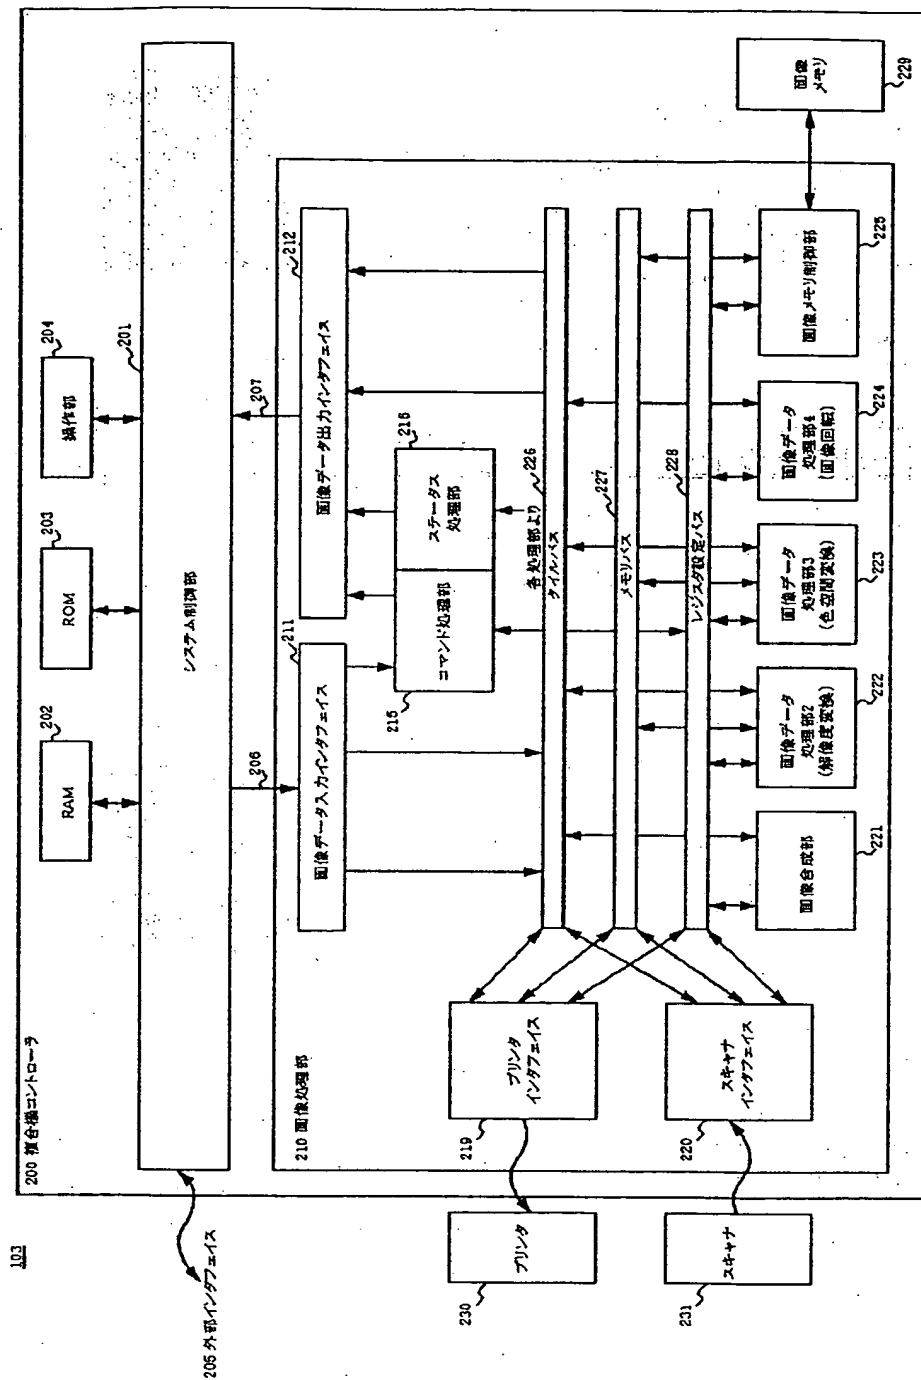 103
200 複合機コントローラ
202
RAM
203
ROM
204
操作部
201
システム制御部
205 外部インタフェイス
206
207
210 画像処理部
211
画像データ入力インタフェイス
212
画像データ出力インタフェイス
215
コマンド処理部
216
ステータス
処理部
各処理部より
226
タイルバス
227
メモリバス
228
レジスタ設定バス
プリンタ
インタフェイス
219
スキャナ
インタフェイス
220
プリンタ
230
スキャナ
231
画像合成部
221
画像データ
処理部2
(解像度変換)
222
画像データ
処理部3
(色空間変換)
223
画像データ
処理部4
(画像回転)
224
画像メモリ制御部
225
画像
メモリ
229